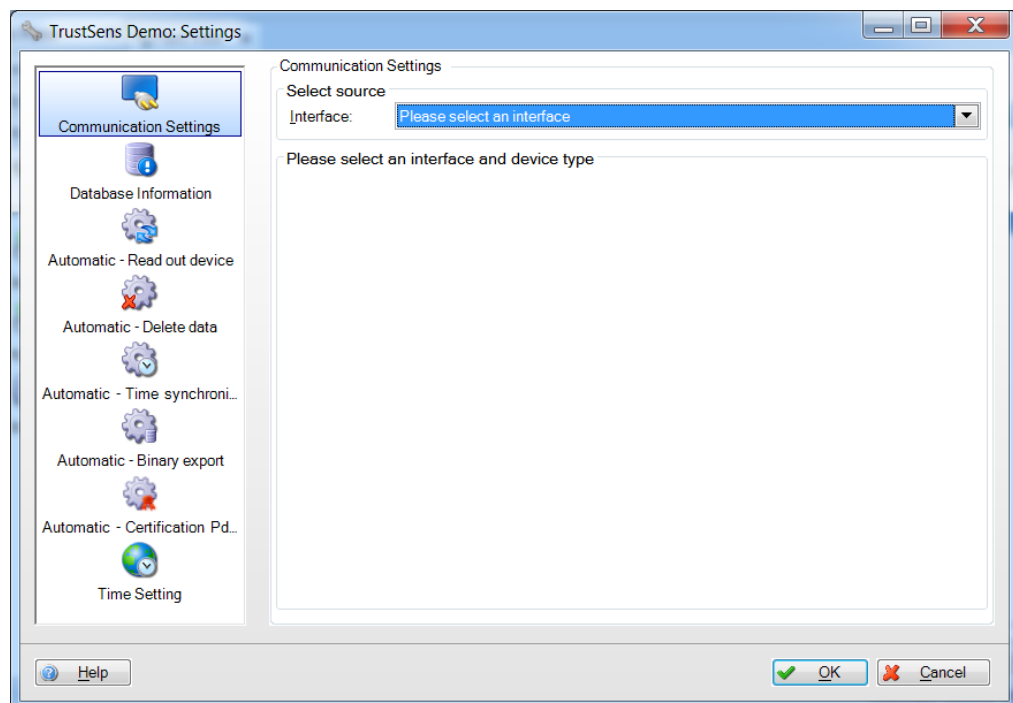 TrustSens Demo: Settings
Communication Settings
Database Information
Automatic - Read out device
Automatic - Delete data
Automatic - Time synchroni...
Automatic - Binary export
Automatic - Certification Pd...
Time Setting
Communication Settings
Select source
Interface: Please select an interface
Please select an interface and device type
Help
OK
Cancel